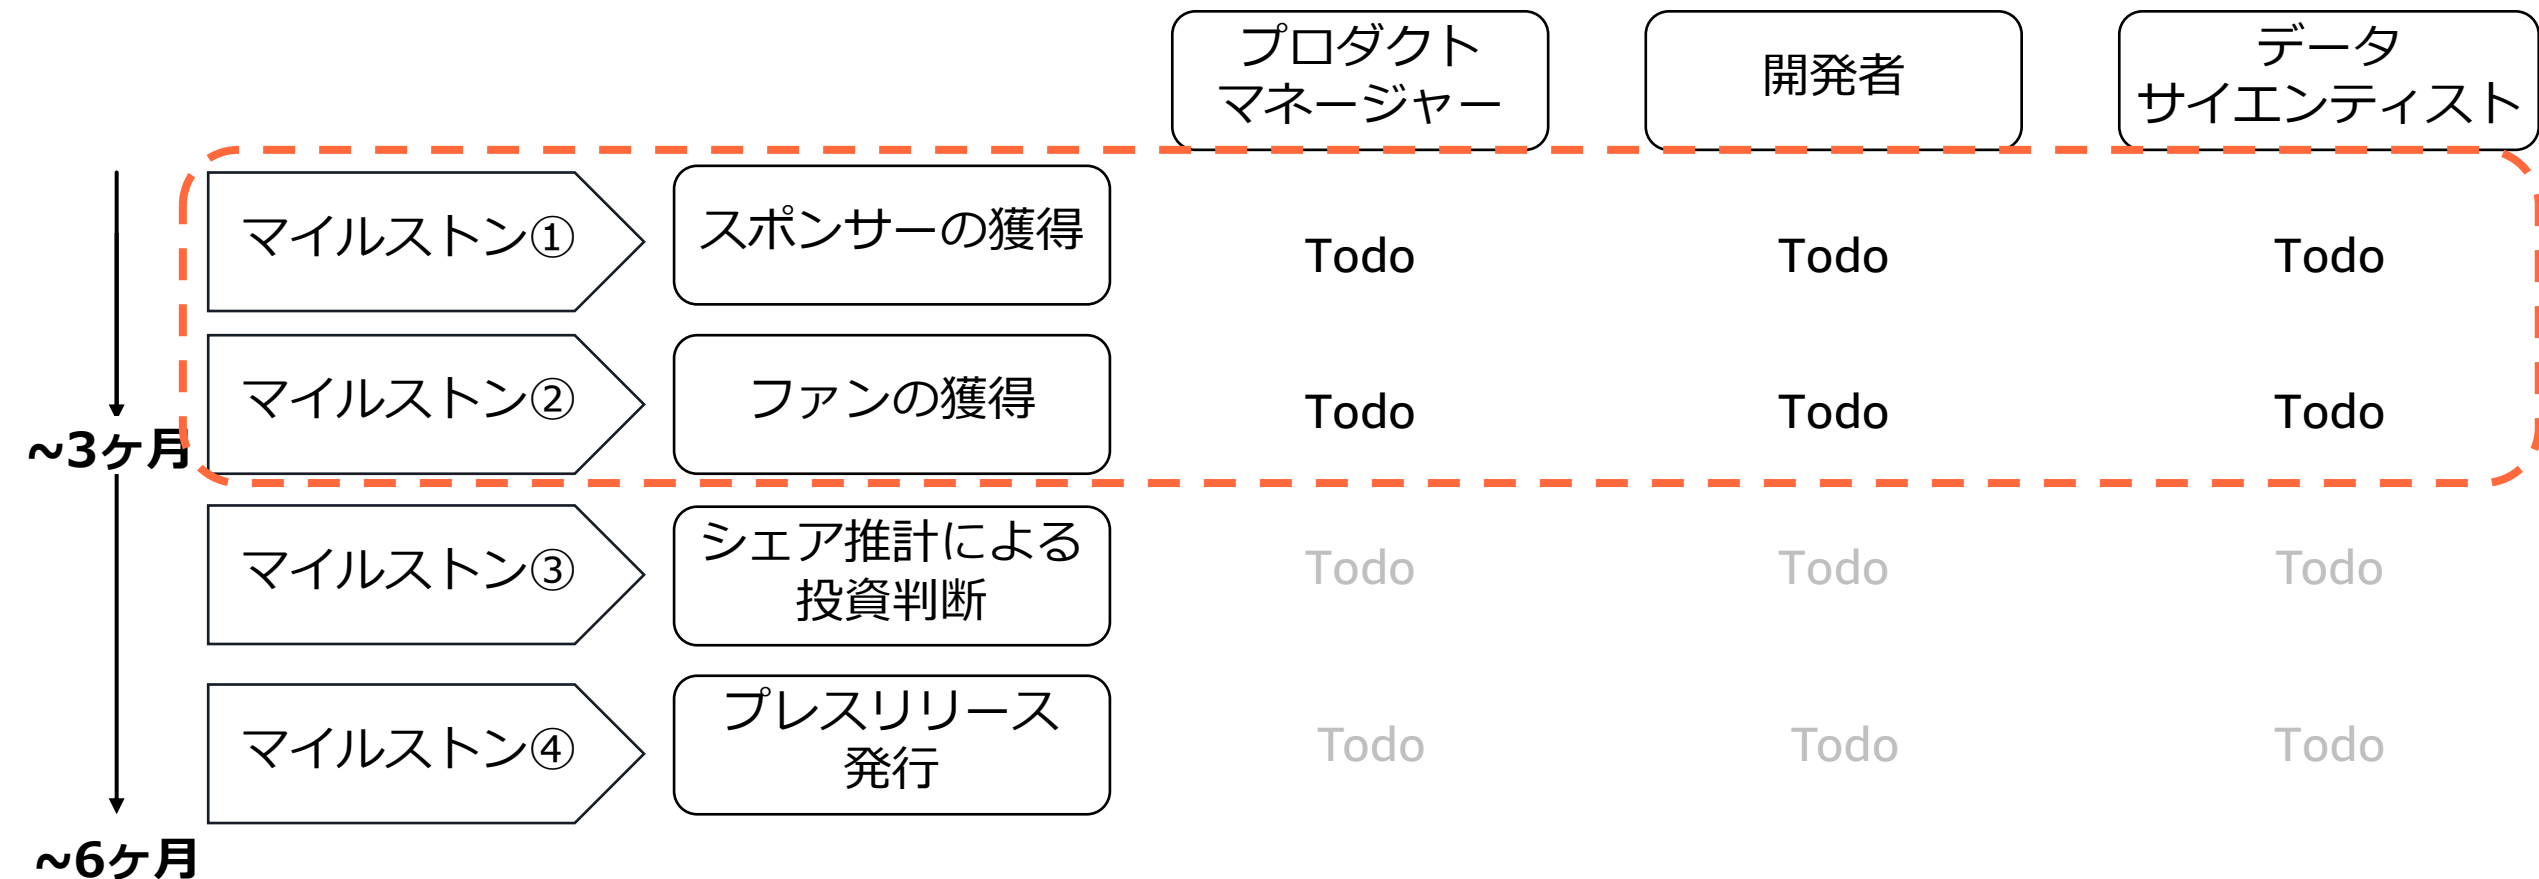 プロダクト
マネージャー
開発者
データ
サイエンティスト
マイルストン①
スポンサーの獲得
Todo
Todo
Todo
マイルストン②
ファンの獲得
Todo
Todo
Todo
~3ヶ月
マイルストン③
シェア推計による
投資判断
Todo
Todo
Todo
マイルストン④
プレスリリース
発行
Todo
Todo
Todo
~6ヶ月